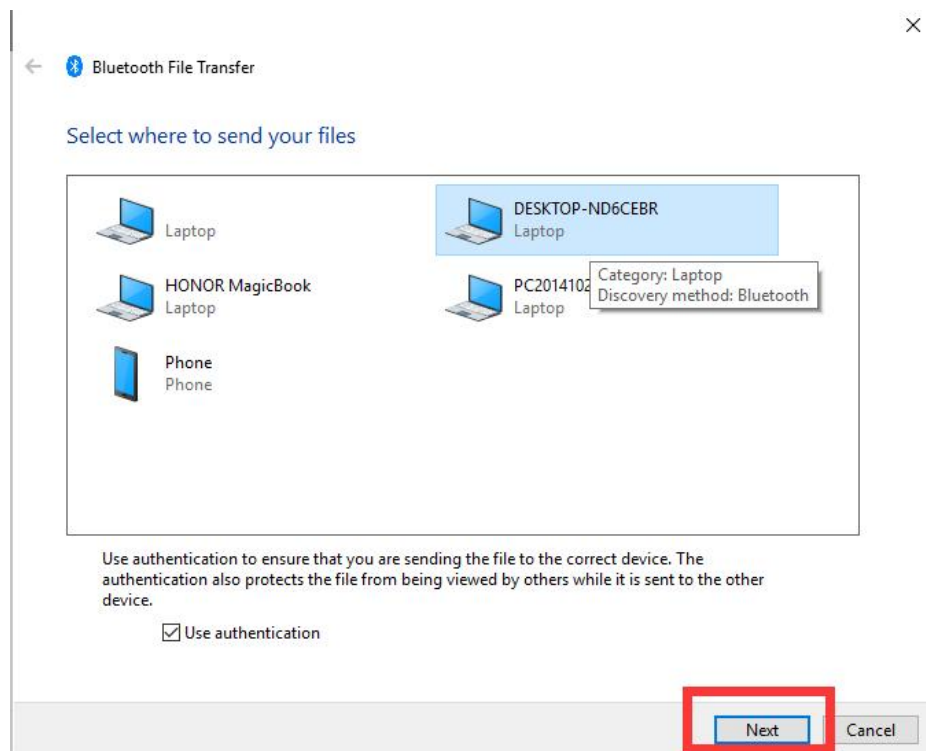 Bluetooth File Transfer
Select where to send your files
Laptop
DESKTOP-ND6CEBR
Laptop
HONOR MagicBook
Laptop
PC2014102
Laptop
Category: Laptop
Discovery method: Bluetooth
Phone
Phone
Use authentication to ensure that you are sending the file to the correct device. The
authentication also protects the file from being viewed by others while it is sent to the other
device.
Use authentication
Next
Cancel